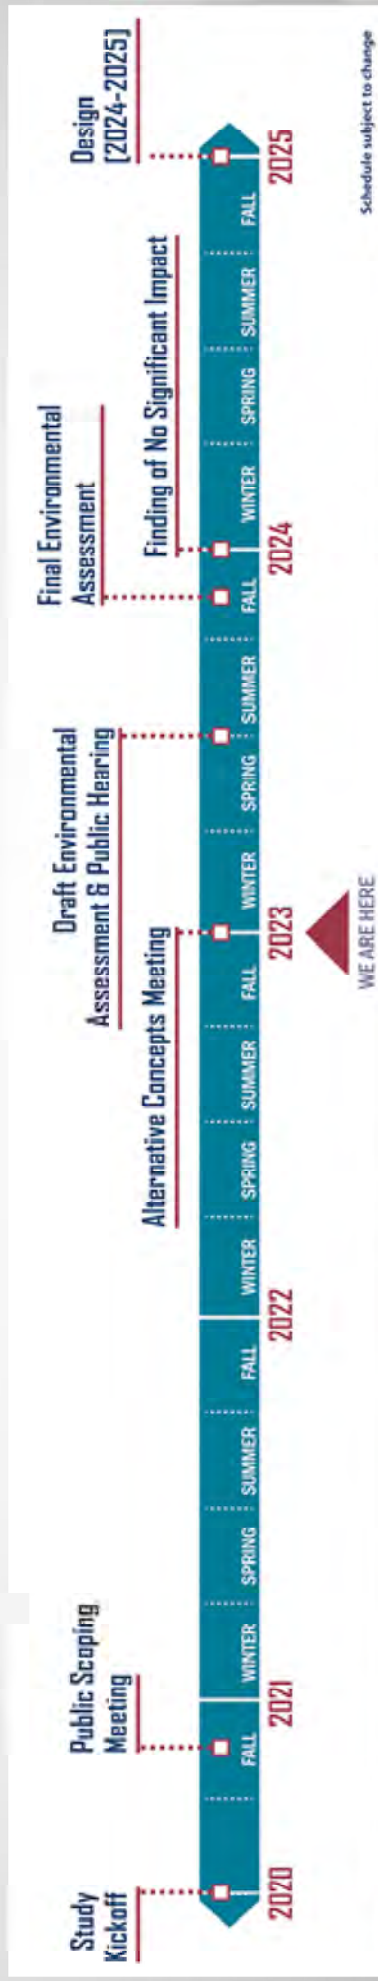 Study
Kickoff
Public Scoping
Meeting
Alternative Concepts Meeting
Draft Environmental
Assessment & Public Hearing
Final Environmental
Assessment
Finding of No Significant Impact
Design
(2024-2025)
FALL
WINTER
SPRING
SUMMER
FALL
WINTER
SPRING
SUMMER
FALL
WINTER
SPRING
SUMMER
FALL
WINTER
SPRING
SUMMER
FALL
2020
2021
2022
2023
2024
2025
WE ARE HERE
Schedule subject to change